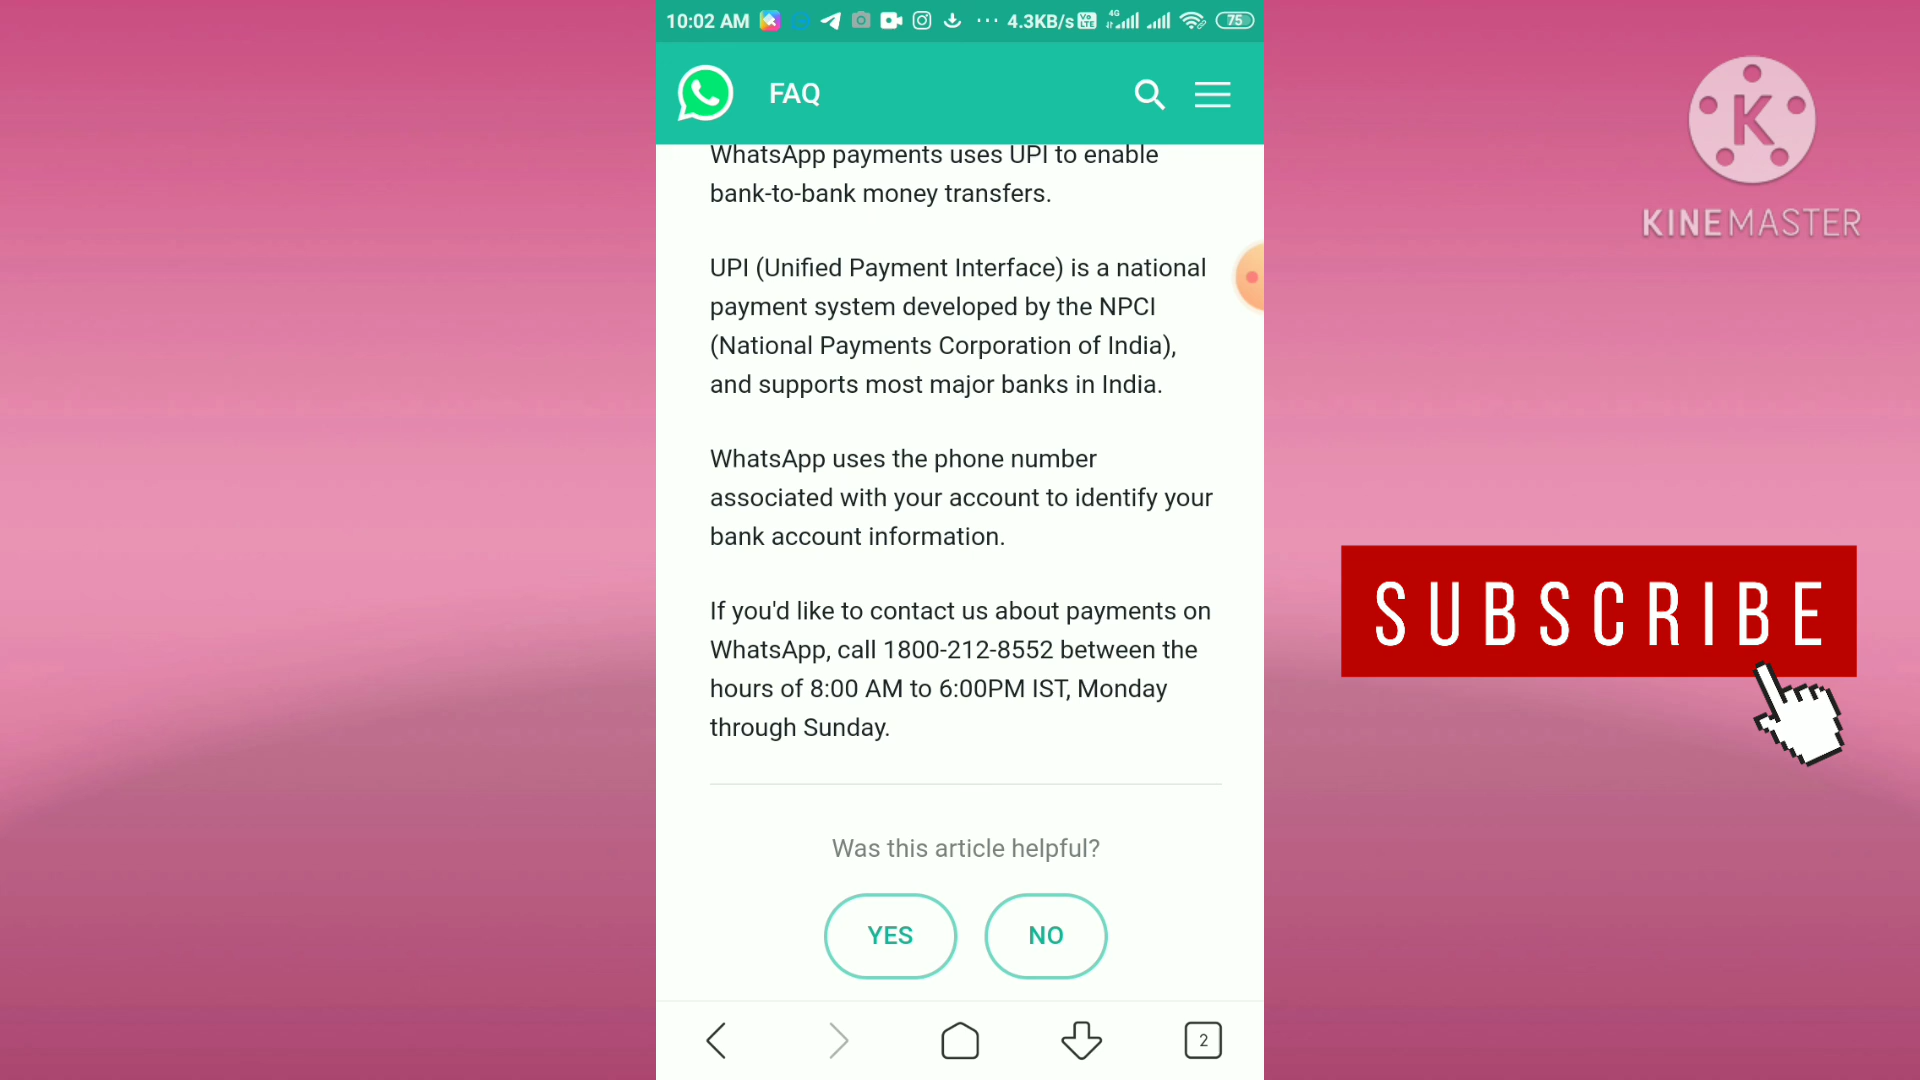 10:02 AM ... 4.3KB/s Vo LTE 4G 75
FAQ
WhatsApp payments uses UPI to enable
bank-to-bank money transfers.
UPI (Unified Payment Interface) is a national
payment system developed by the NPCI
(National Payments Corporation of India),
and supports most major banks in India.
WhatsApp uses the phone number
associated with your account to identify your
bank account information.
If you'd like to contact us about payments on
WhatsApp, call 1800-212-8552 between the
hours of 8:00 AM to 6:00PM IST, Monday
through Sunday.
Was this article helpful?
YES NO
2
K
KINEMASTER
SUBSCRIBE